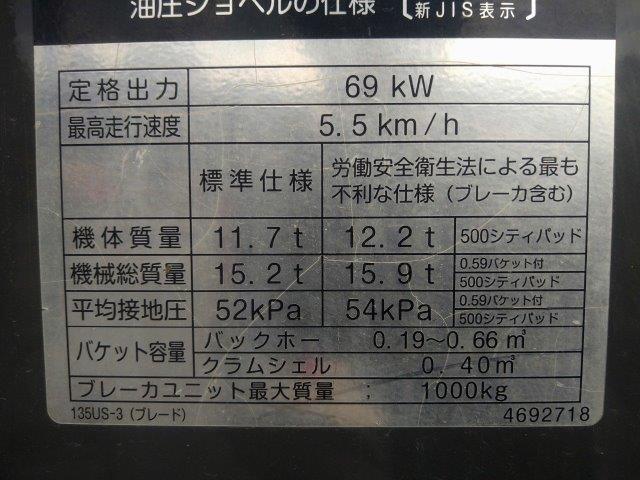 油圧ショベルの仕様 〔新JIS表示〕
定格出力 69 kW
最高走行速度 5.5 km/h
標準仕様 労働安全衛生法による最も
不利な仕様（ブレーカ含む）
機体質量 11.7 t 12.2 t 500シティパッド
機械総質量 15.2 t 15.9 t 0.59バケット付
500シティパッド
平均接地圧 52kPa 54kPa 0.59バケット付
500シティパッド
バケット容量 バックホー 0.19〜0.66 ㎥
クラムシェル 0.40㎥
ブレーカユニット最大質量 ; 1000kg
135US-3 (ブレード) 4692718